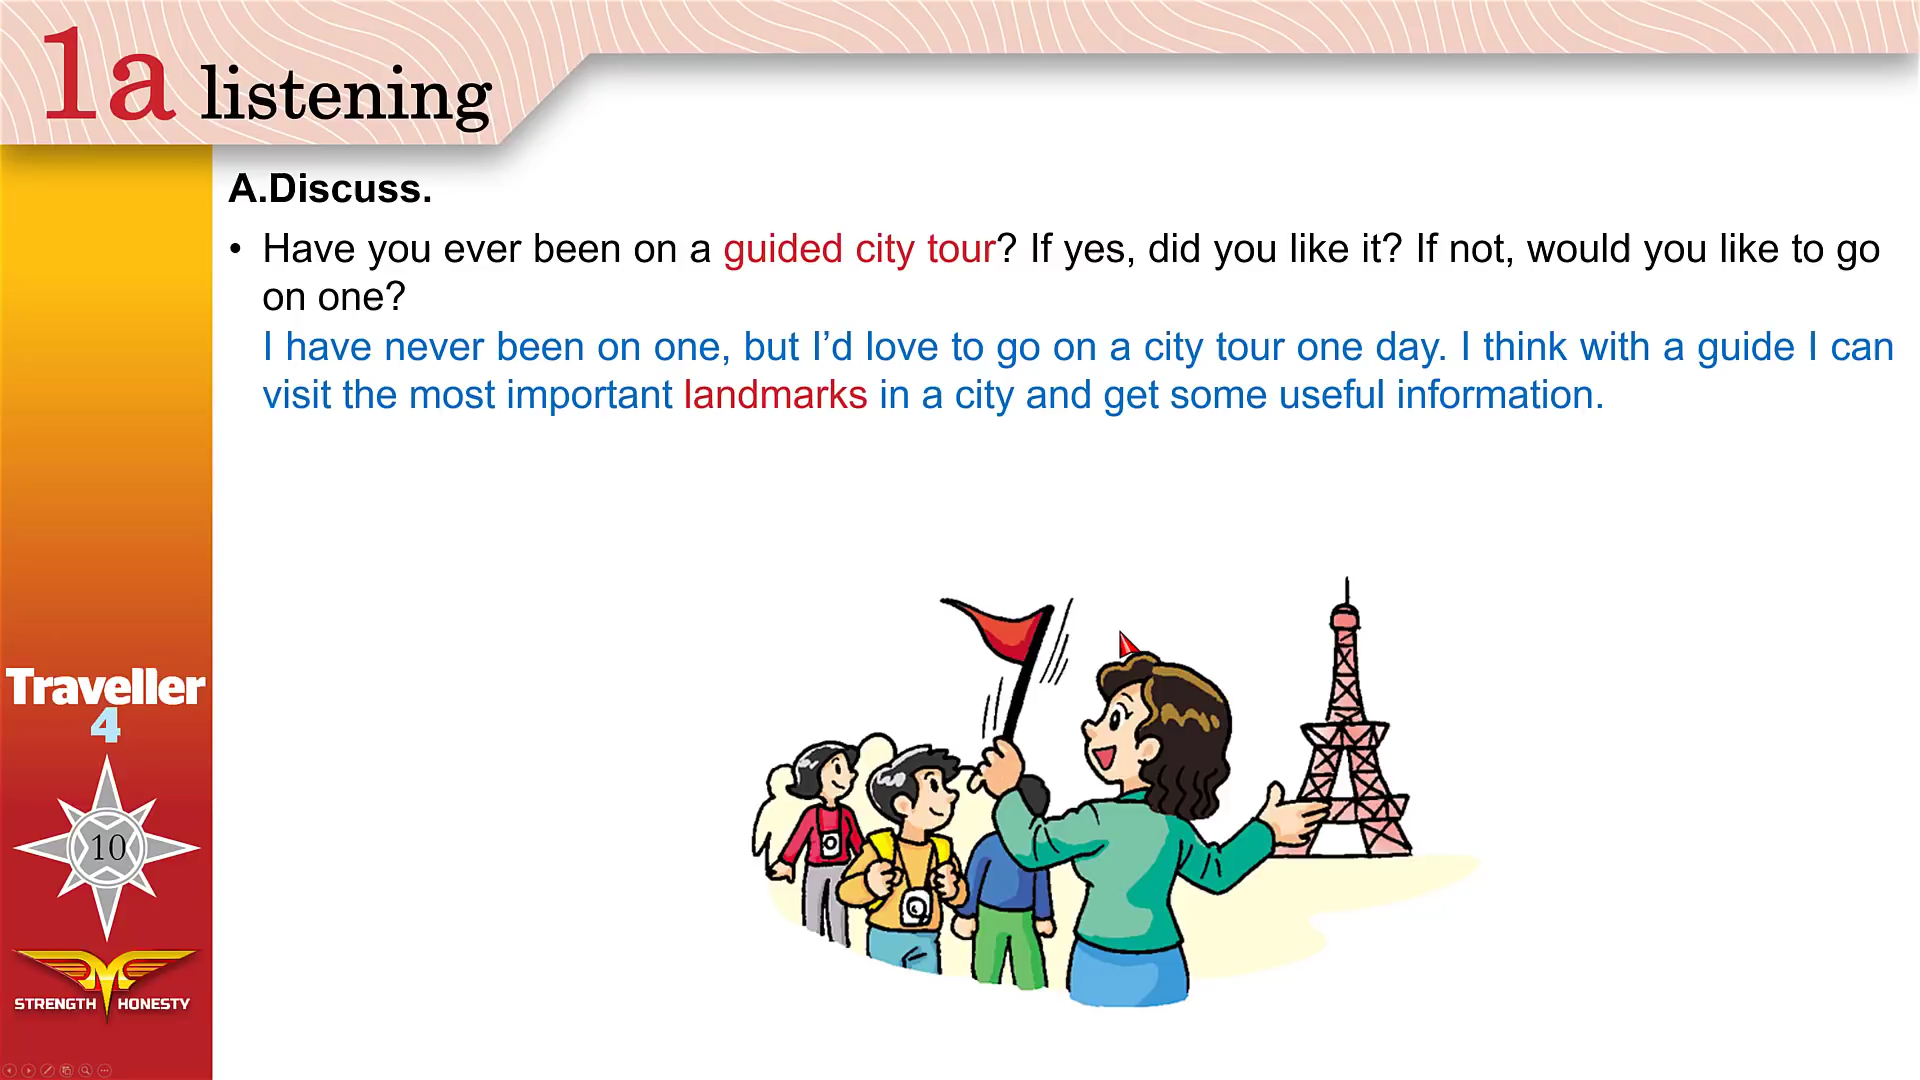 1a listening
A.Discuss.
• Have you ever been on a guided city tour? If yes, did you like it? If not, would you like to go
on one?
I have never been on one, but I’d love to go on a city tour one day. I think with a guide I can
visit the most important landmarks in a city and get some useful information.
Traveller
4
10
STRENGTH HONESTY